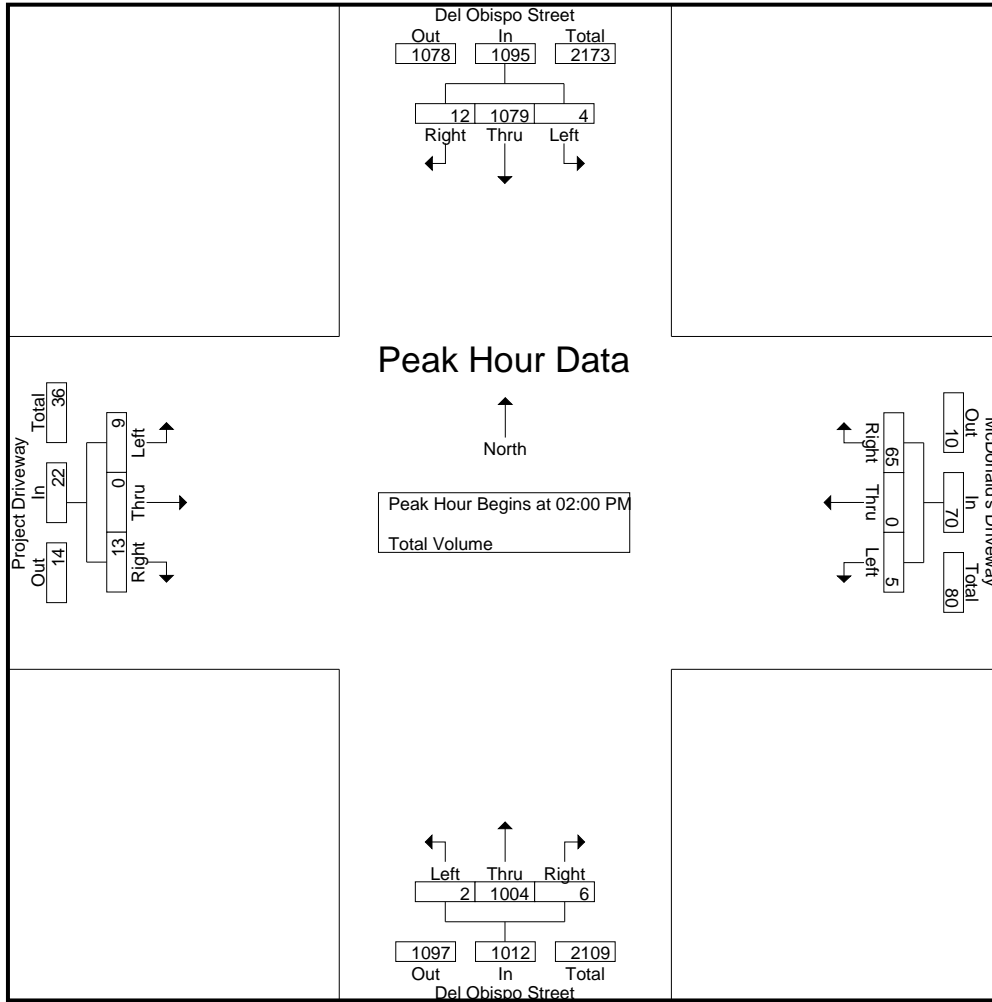 Del Obispo Street
Out In Total
1078 1095 2173
12 1079 4
Right Thru Left
Peak Hour Data
North
Peak Hour Begins at 02:00 PM
Total Volume
Project Driveway
Out In Total
14 22 36
Left Thru Right
9 0 13
McDonald's Driveway
Out In Total
10 70 80
Right Thru Left
65 0 5
Left Thru Right
2 1004 6
1097 1012 2109
Out In Total
Del Obispo Street